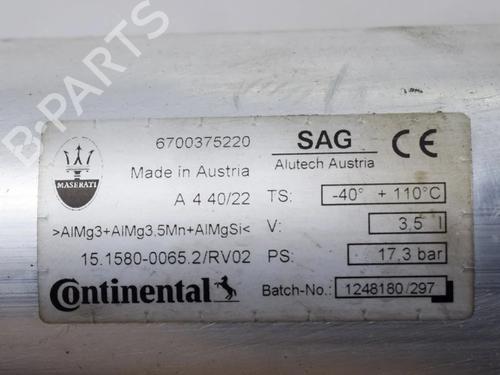 B-PARTS
6700375220
SAG
CE
Made in Austria
Alutech Austria
MASERATI
A 4 40/22
TS: -40° + 110°C
>AlMg3+AlMg3,5Mn+AlMgSi<
V: 3,5 l
15.1580-0065.2/RV02
PS: 17,3 bar
Continental
Batch-No.: 1248180/297